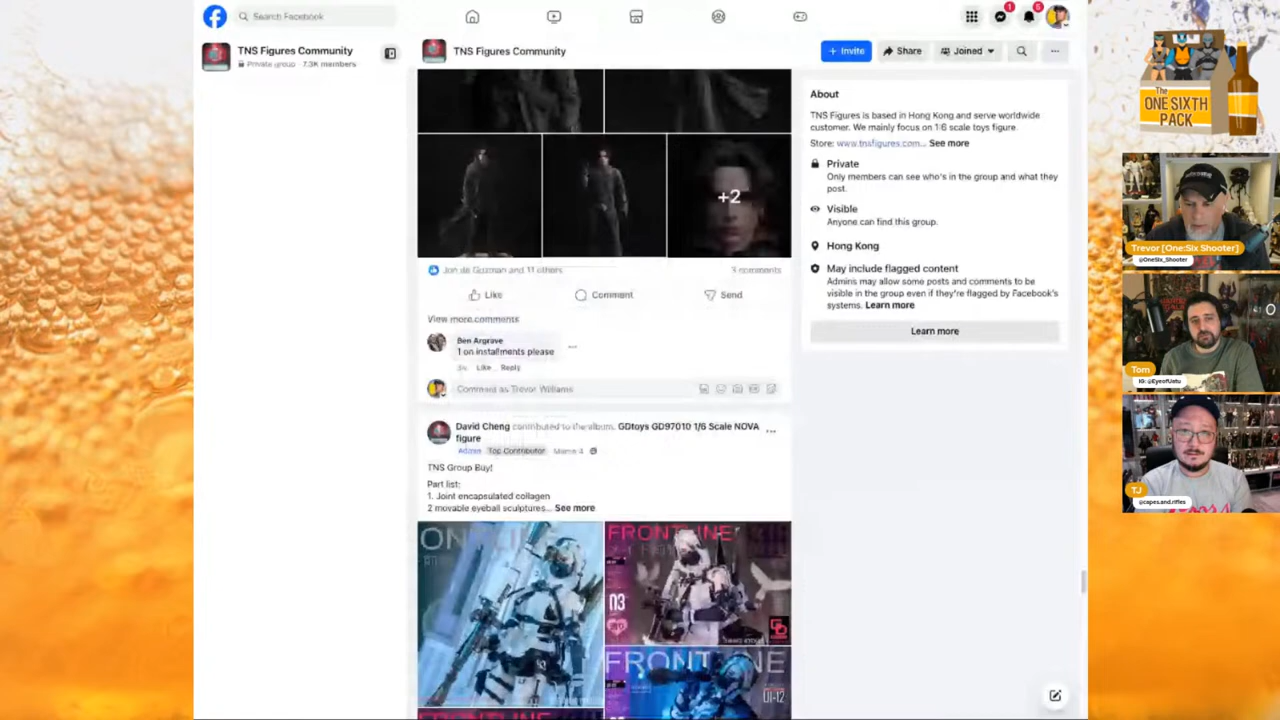 Search Facebook
1
5
TNS Figures Community
Private group · 7.3K members
TNS Figures Community
+ Invite
Share
Joined
+2
Jon de Guzman and 11 others
3 comments
Like
Comment
Send
View more comments
Ben Argrave
1 on installments please
Like
Reply
Comment as Trevor Williams
David Cheng contributed to the album. GDtoys GD97010 1/6 Scale NOVA
figure
Admin
Top Contributor
TNS Group Buy!
Part list:
1. Joint encapsulated collagen
2 movable eyeball sculptures... See more
FRONTLINE
03
FRONTLINE
UI-12
About
TNS Figures is based in Hong Kong and serve worldwide
customer. We mainly focus on 1:6 scale toys figure.
Store: www.tnsfigures.com... See more
Private
Only members can see who's in the group and what they
post.
Visible
Anyone can find this group.
Hong Kong
May include flagged content
Admins may allow some posts and comments to be
visible in the group even if they're flagged by Facebook's
systems. Learn more
Learn more
The
ONE SIXTH
PACK
Trevor [One:Six Shooter]
@OneSix_Shooter
Tom
IG: @EyeofUatu
TJ
@capes.and.rifles